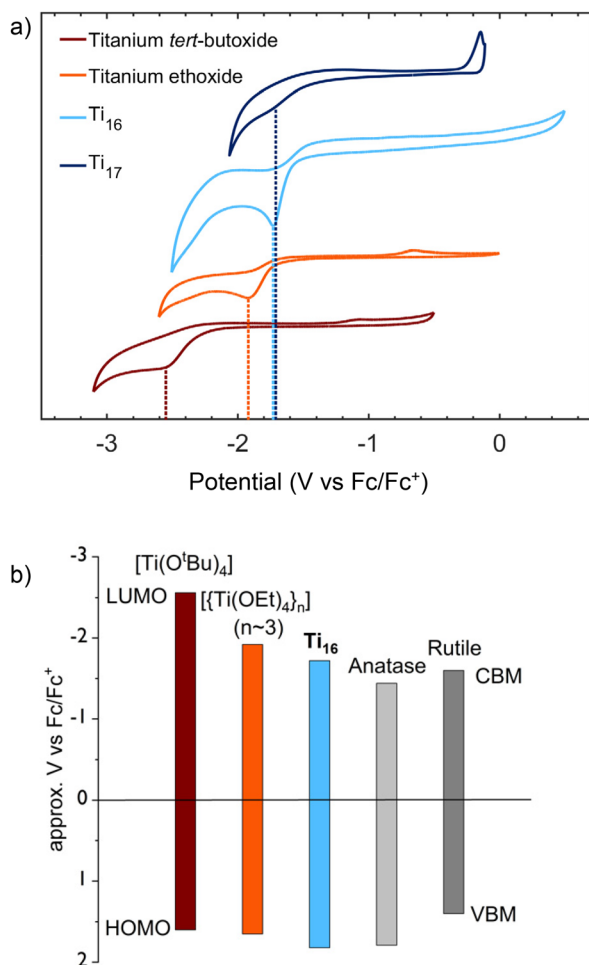 a)
Titanium tert-butoxide
Titanium ethoxide
Ti₁₆
Ti₁₇
-3 -2 -1 0
Potential (V vs Fc/Fc⁺)
b)
-3
[Ti(OᵗBu)₄]
LUMO
[{Ti(OEt)₄}ₙ]
(n~3)
-2
Ti₁₆
Anatase
Rutile
CBM
-1
approx. V vs Fc/Fc⁺
0
1
HOMO
VBM
2